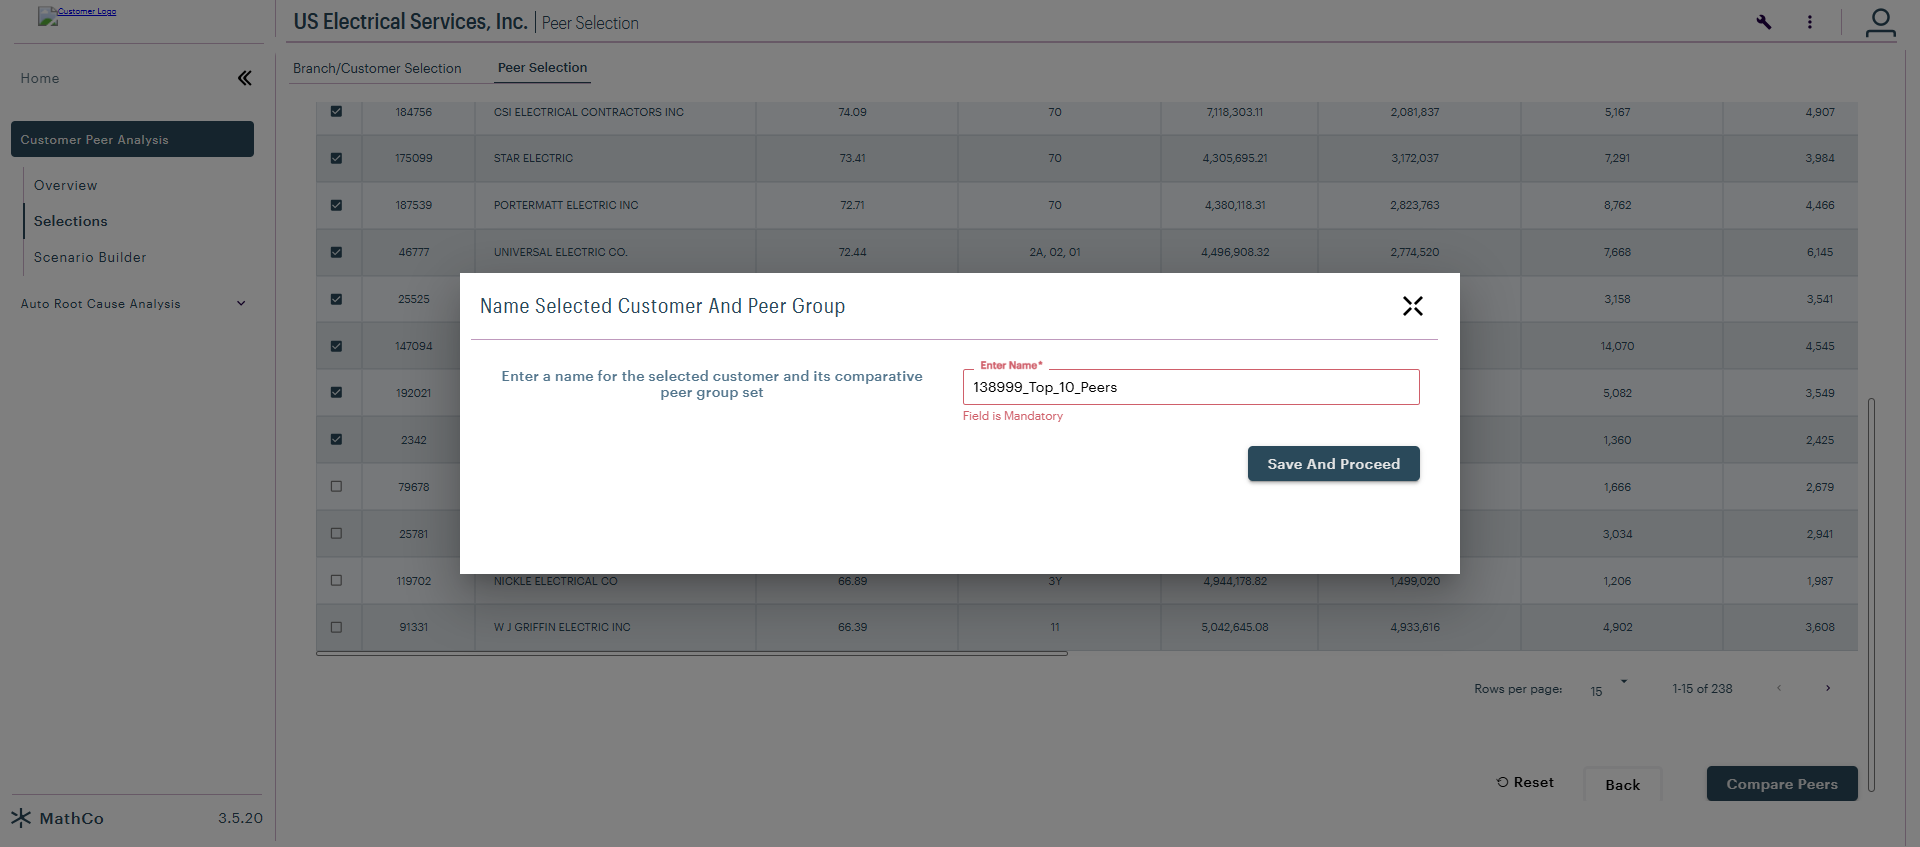 Customer Logo
US Electrical Services, Inc. | Peer Selection
Home
Branch/Customer Selection Peer Selection
Customer Peer Analysis
Overview
Selections
Scenario Builder
Auto Root Cause Analysis
MathCo 3.5.20
184756 CSI ELECTRICAL CONTRACTORS INC 74.09 70 7,118,303.11 2,081,837 5,167 4,907
175099 STAR ELECTRIC 73.41 70 4,305,695.21 3,172,037 7,291 3,984
187539 PORTERMATT ELECTRIC INC 72.71 70 4,380,118.31 2,823,763 8,762 4,466
46777 UNIVERSAL ELECTRIC CO. 72.44 2A, 02, 01 4,496,908.32 2,774,520 7,668 6,145
25525 3,158 3,541
147094 14,070 4,545
192021 5,082 3,549
2342 1,360 2,425
79678 1,666 2,679
25781 3,034 2,941
119702 NICKLE ELECTRICAL CO 66.89 3Y 4,944,178.82 1,499,020 1,206 1,987
91331 W J GRIFFIN ELECTRIC INC 66.39 11 5,042,645.08 4,933,616 4,902 3,608
Name Selected Customer And Peer Group
Enter a name for the selected customer and its comparative
peer group set
Enter Name*
138999_Top_10_Peers
Field is Mandatory
Save And Proceed
Rows per page: 15 1-15 of 238
Reset Back Compare Peers